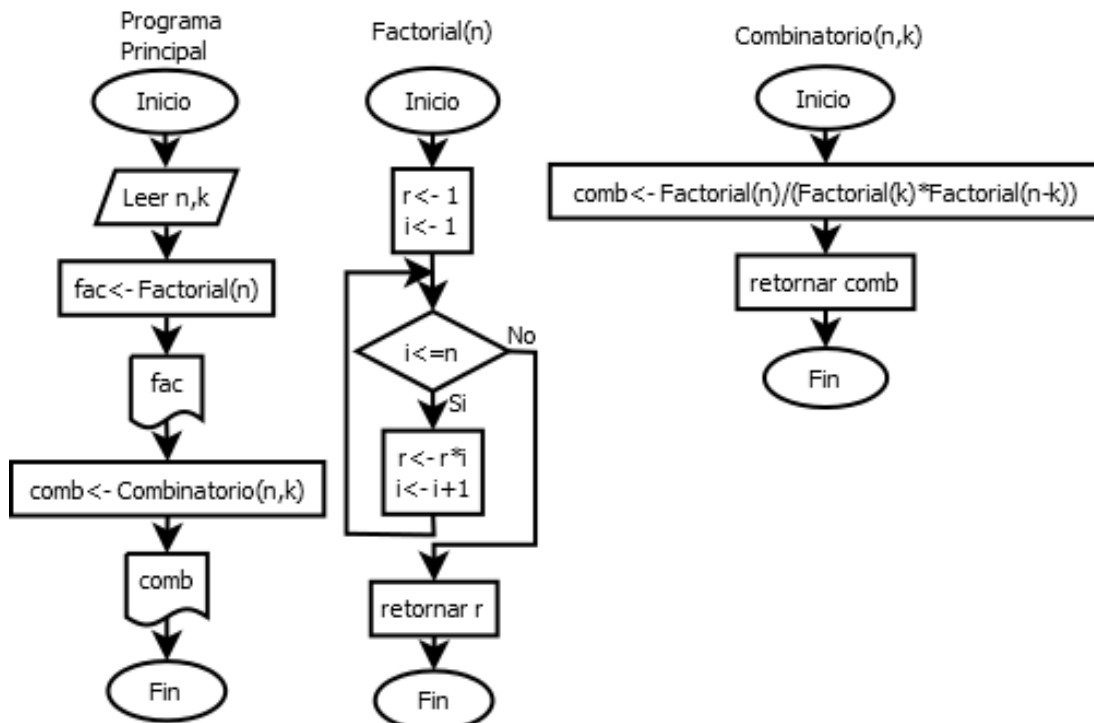 Programa
Principal
Inicio
Leer n,k
fac<- Factorial(n)
fac
comb<- Combinatorio(n,k)
comb
Fin
Factorial(n)
Inicio
r<- 1
i<- 1
i<=n
No
Si
r<- r*i
i<- i+1
retornar r
Fin
Combinatorio(n,k)
Inicio
comb<- Factorial(n)/(Factorial(k)*Factorial(n-k))
retornar comb
Fin